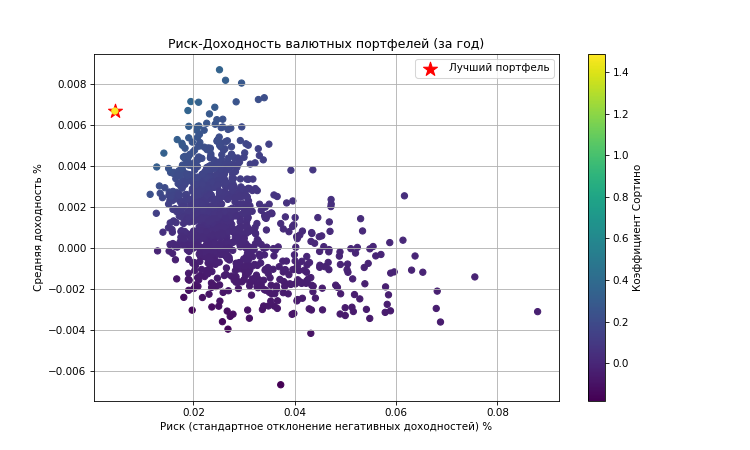 Риск-Доходность валютных портфелей (за год)
Лучший портфель
0.008
0.006
0.004
0.002
0.000
−0.002
−0.004
−0.006
Средняя доходность %
0.02 0.04 0.06 0.08
Риск (стандартное отклонение негативных доходностей) %
1.4
1.2
1.0
0.8
0.6
0.4
0.2
0.0
Коэффициент Сортино